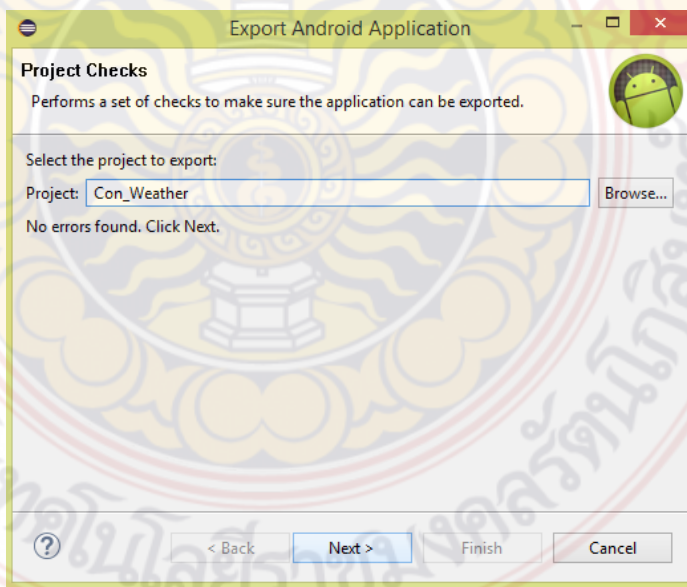 Export Android Application
Project Checks
Performs a set of checks to make sure the application can be exported.
Select the project to export:
Project: Con_Weather Browse...
No errors found. Click Next.
< Back Next > Finish Cancel